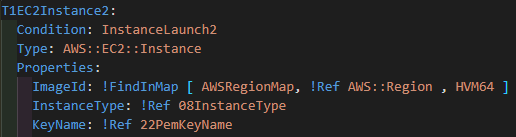 T1EC2Instance2:
  Condition: InstanceLaunch2
  Type: AWS::EC2::Instance
  Properties:
    ImageId: !FindInMap [ AWSRegionMap, !Ref AWS::Region , HVM64 ]
    InstanceType: !Ref 08InstanceType
    KeyName: !Ref 22PemKeyName